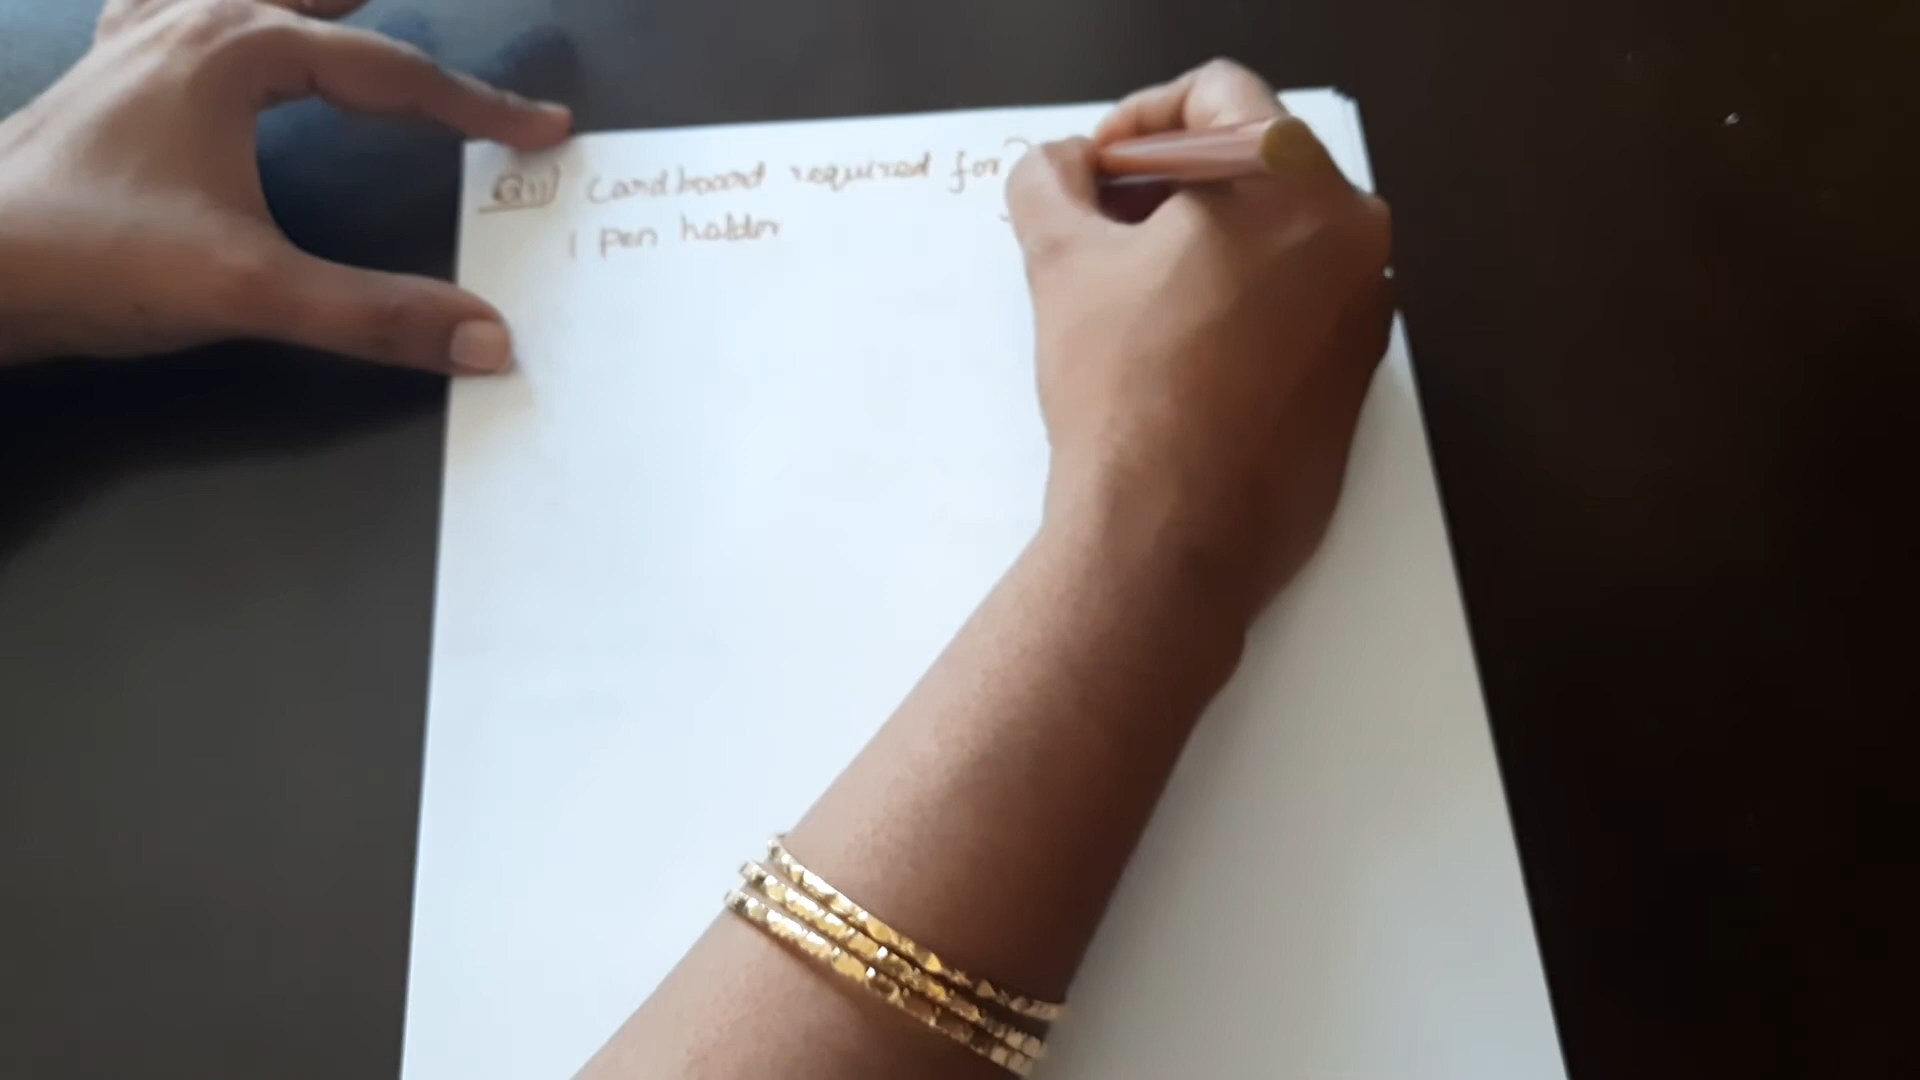 Q11) Cardboard required for
1 pen holder